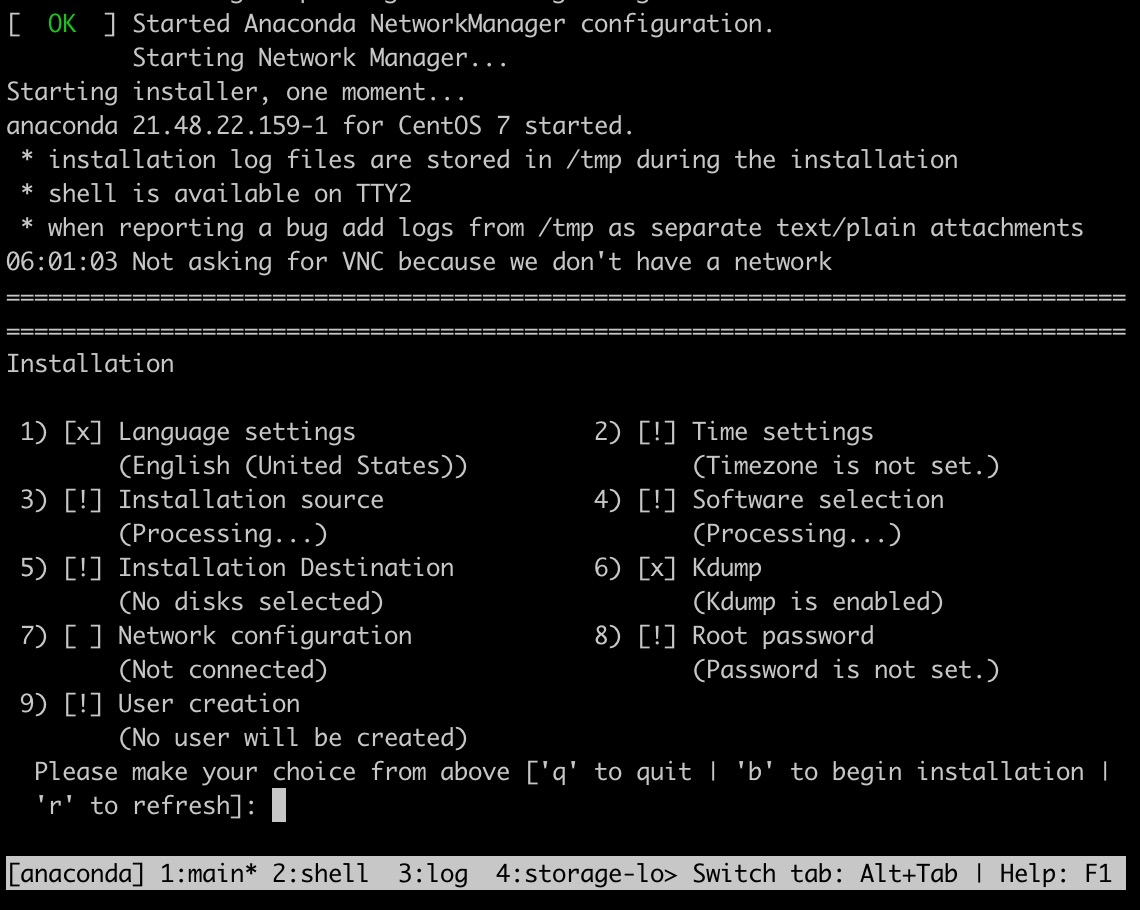 [  OK  ] Started Anaconda NetworkManager configuration.
         Starting Network Manager...
Starting installer, one moment...
anaconda 21.48.22.159-1 for CentOS 7 started.
 * installation log files are stored in /tmp during the installation
 * shell is available on TTY2
 * when reporting a bug add logs from /tmp as separate text/plain attachments
06:01:03 Not asking for VNC because we don't have a network
================================================================================
================================================================================
Installation
 1) [x] Language settings                 2) [!] Time settings
        (English (United States))                (Timezone is not set.)
 3) [!] Installation source               4) [!] Software selection
        (Processing...)                          (Processing...)
 5) [!] Installation Destination          6) [x] Kdump
        (No disks selected)                      (Kdump is enabled)
 7) [ ] Network configuration             8) [!] Root password
        (Not connected)                          (Password is not set.)
 9) [!] User creation
        (No user will be created)
  Please make your choice from above ['q' to quit | 'b' to begin installation |
  'r' to refresh]:
[anaconda] 1:main* 2:shell  3:log  4:storage-lo> Switch tab: Alt+Tab | Help: F1